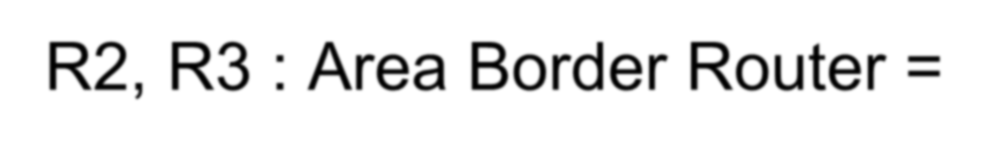 R2, R3 : Area Border Router =